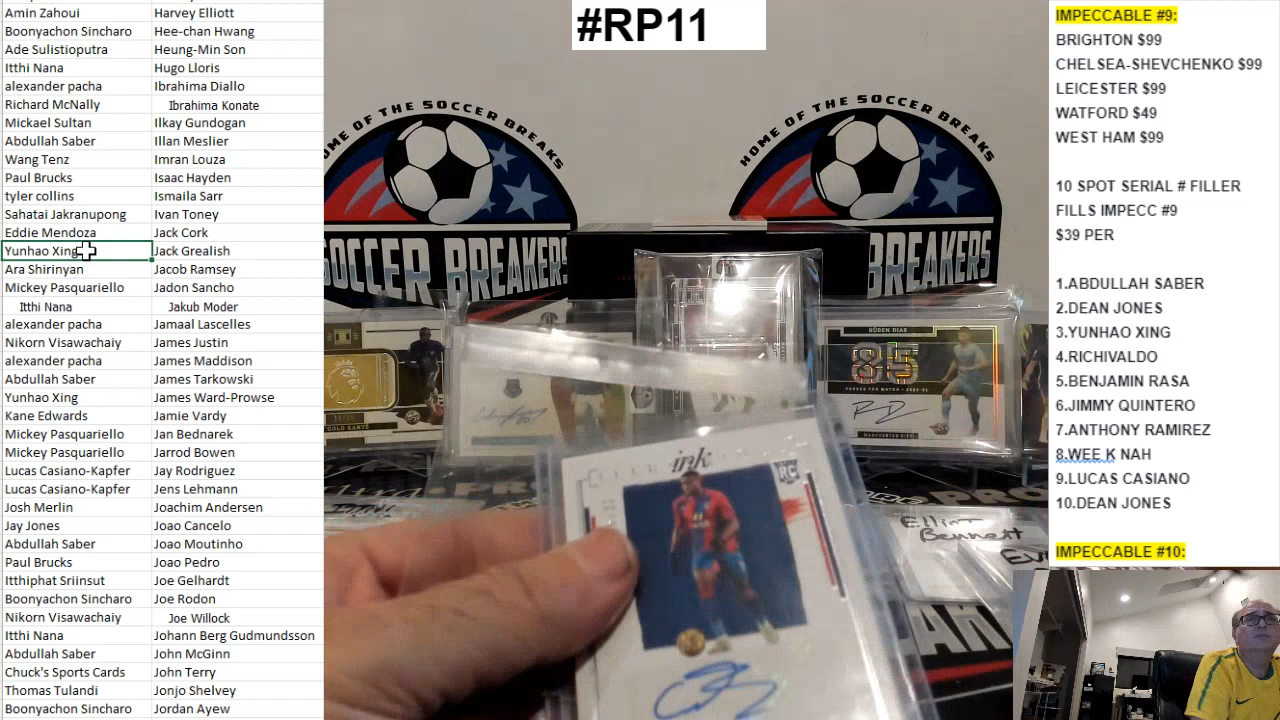 Amin Zahoui Harvey Elliott
Boonyachon Sincharo Hee-chan Hwang
Ade Sulistioputra Heung-Min Son
Itthi Nana Hugo Lloris
alexander pacha Ibrahima Diallo
Richard McNally Ibrahima Konate
Mickael Sultan Ilkay Gundogan
Abdullah Saber Illan Meslier
Wang Tenz Imran Louza
Paul Brucks Isaac Hayden
tyler collins Ismaila Sarr
Sahatai Jakranupong Ivan Toney
Eddie Mendoza Jack Cork
Yunhao Xing Jack Grealish
Ara Shirinyan Jacob Ramsey
Mickey Pasquariello Jadon Sancho
Itthi Nana Jakub Moder
alexander pacha Jamaal Lascelles
Nikorn Visawachaiy James Justin
alexander pacha James Maddison
Abdullah Saber James Tarkowski
Yunhao Xing James Ward-Prowse
Kane Edwards Jamie Vardy
Mickey Pasquariello Jan Bednarek
Mickey Pasquariello Jarrod Bowen
Lucas Casiano-Kapfer Jay Rodriguez
Lucas Casiano-Kapfer Jens Lehmann
Josh Merlin Joachim Andersen
Jay Jones Joao Cancelo
Abdullah Saber Joao Moutinho
Paul Brucks Joao Pedro
Itthiphat Sriinsut Joe Gelhardt
Boonyachon Sincharo Joe Rodon
Nikorn Visawachaiy Joe Willock
Itthi Nana Johann Berg Gudmundsson
Abdullah Saber John McGinn
Chuck's Sports Cards John Terry
Thomas Tulandi Jonjo Shelvey
Boonyachon Sincharo Jordan Ayew
#RP11
OME OF THE SOCCER BREAKS
SOCCER BREAKERS
HOME OF THE SOCCER BREAKS
BREAKERS
GOLO KANTÉ
RÚBEN DIAS
85
MANCHESTER CITY
ink
RC
Elliot
Bennett
IMPECCABLE #9:
BRIGHTON $99
CHELSEA-SHEVCHENKO $99
LEICESTER $99
WATFORD $49
WEST HAM $99
10 SPOT SERIAL # FILLER
FILLS IMPECC #9
$39 PER
1.ABDULLAH SABER
2.DEAN JONES
3.YUNHAO XING
4.RICHIVALDO
5.BENJAMIN RASA
6.JIMMY QUINTERO
7.ANTHONY RAMIREZ
8.WEE K NAH
9.LUCAS CASIANO
10.DEAN JONES
IMPECCABLE #10: